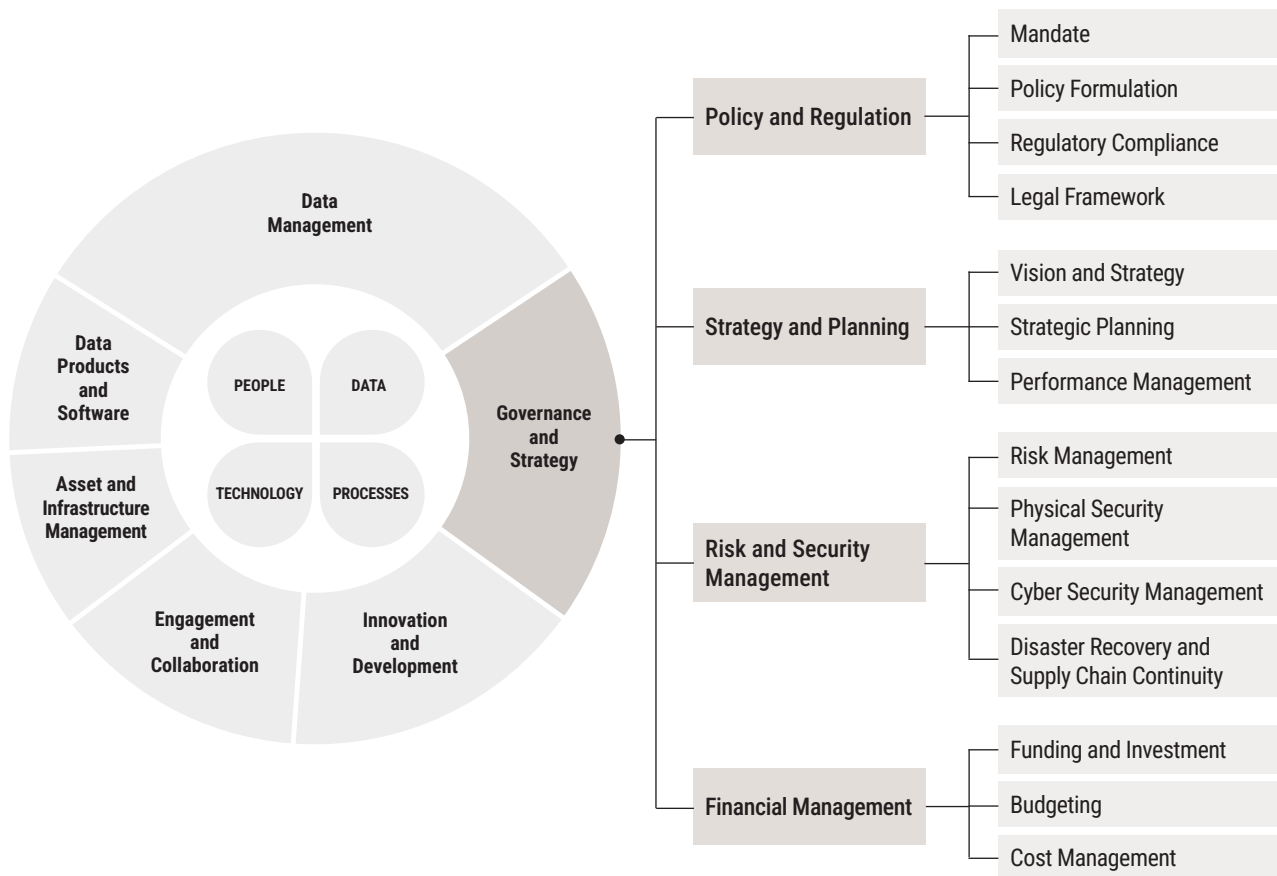 Data
Management
Data
Products
and
Software
Asset and
Infrastructure
Management
Engagement
and
Collaboration
Innovation
and
Development
Governance
and
Strategy
PEOPLE
DATA
TECHNOLOGY
PROCESSES
Policy and Regulation
Mandate
Policy Formulation
Regulatory Compliance
Legal Framework
Strategy and Planning
Vision and Strategy
Strategic Planning
Performance Management
Risk and Security
Management
Risk Management
Physical Security
Management
Cyber Security Management
Disaster Recovery and
Supply Chain Continuity
Financial Management
Funding and Investment
Budgeting
Cost Management